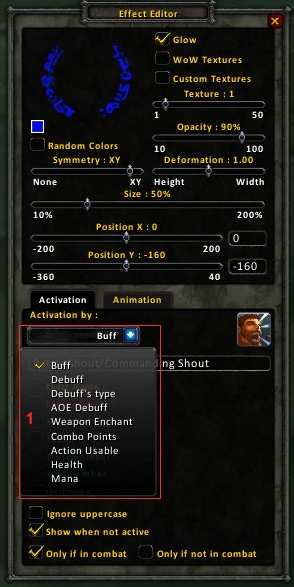 Effect Editor
Glow
WoW Textures
Custom Textures
Texture : 1
1 50
Opacity : 90%
Random Colors
10 100
Symmetry : XY Deformation : 1.00
None XY Height Width
Size : 50%
10% 200%
Position X : 0
-200 200 0
Position Y : -160
-360 40 -160
Activation Animation
Activation by :
Buff
ing Shout
Buff
Debuff
Debuff's type
1 AOE Debuff
Weapon Enchant
Combo Points
Action Usable
Health
Mana
Ignore uppercase
Show when not active
Only if in combat Only if not in combat